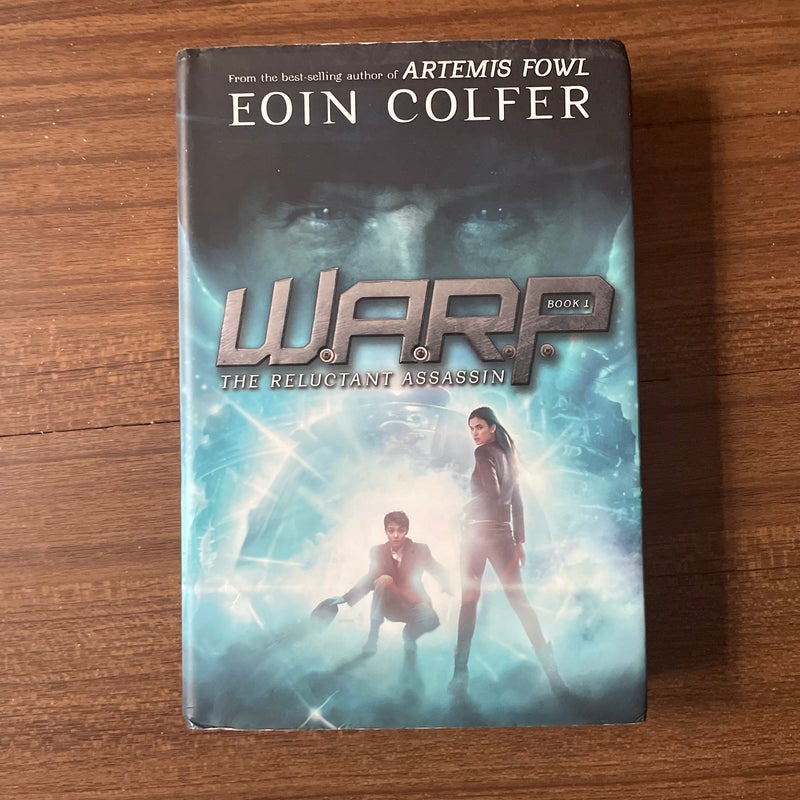 From the best-selling author of ARTEMIS FOWL
EOIN COLFER
W.A.R.P.
BOOK 1
THE RELUCTANT ASSASSIN